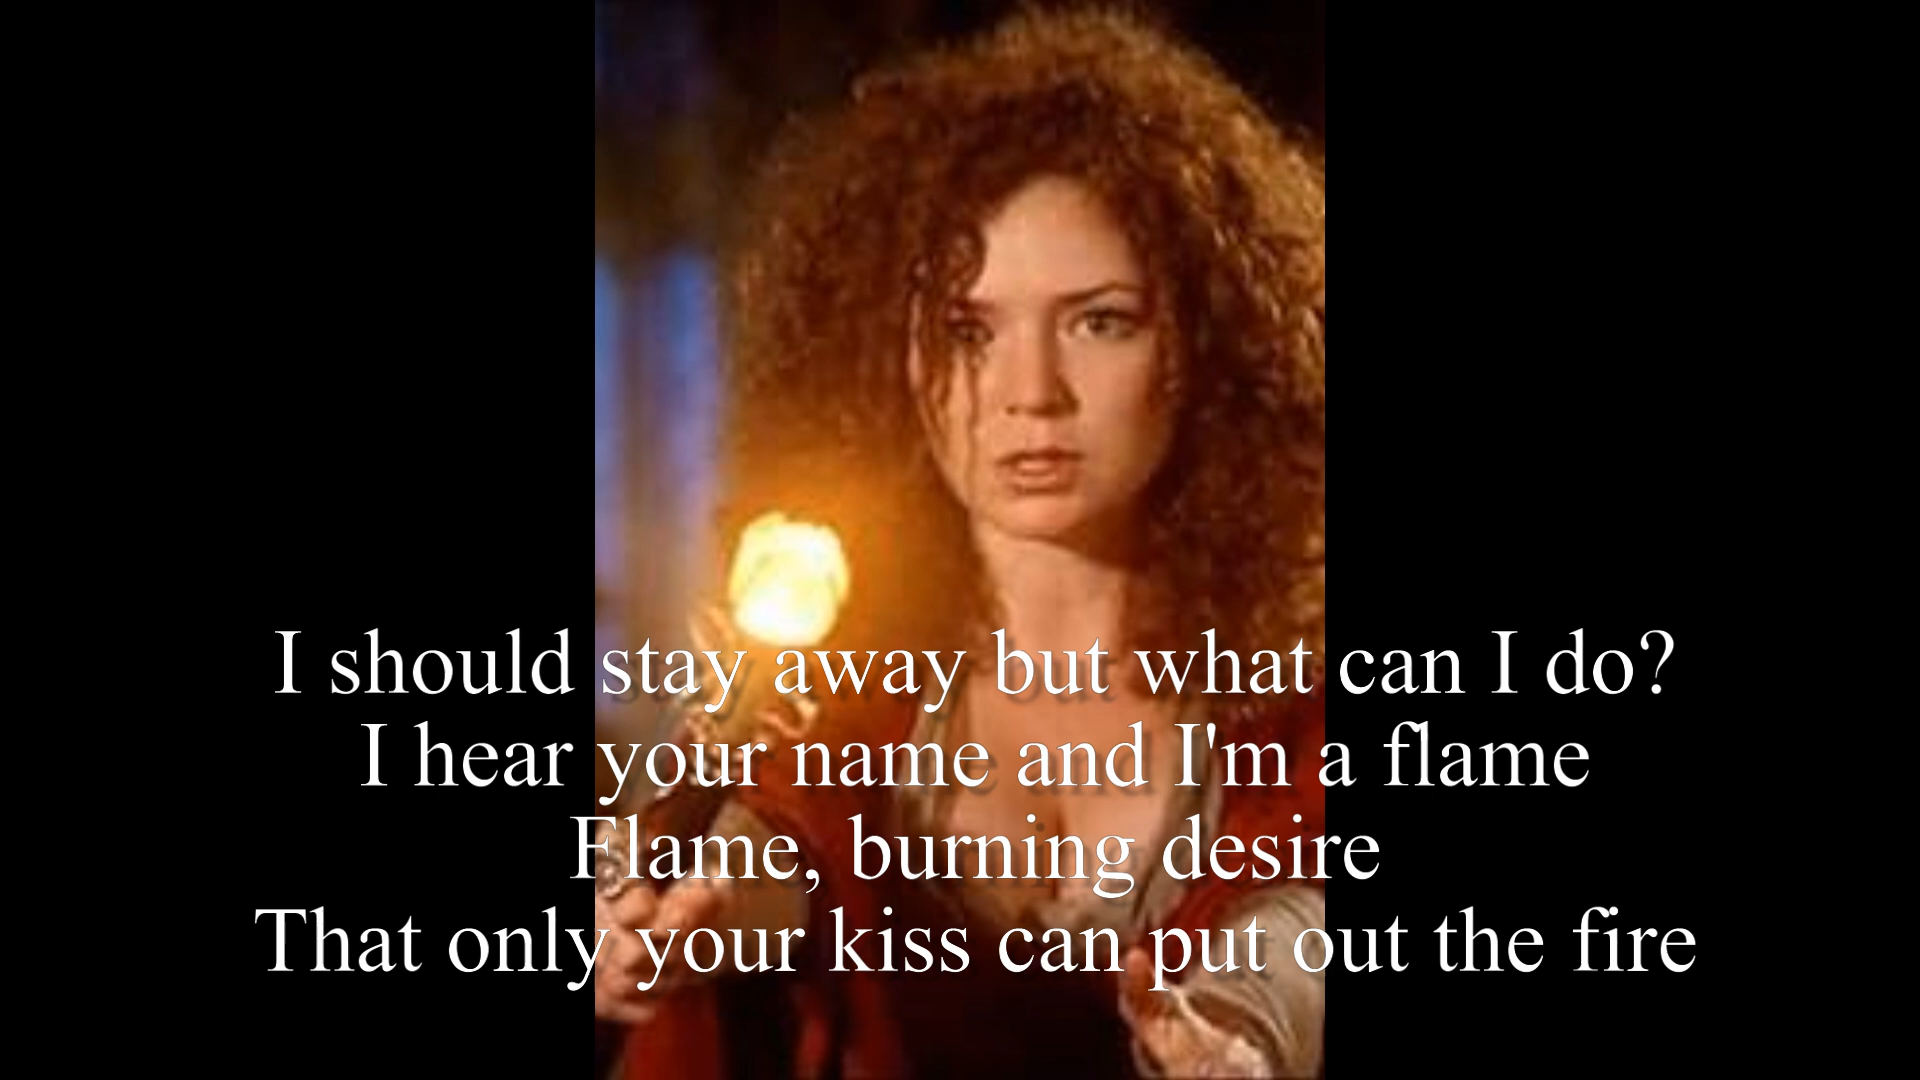 I should stay away but what can I do?
I hear your name and I'm a flame
Flame, burning desire
That only your kiss can put out the fire